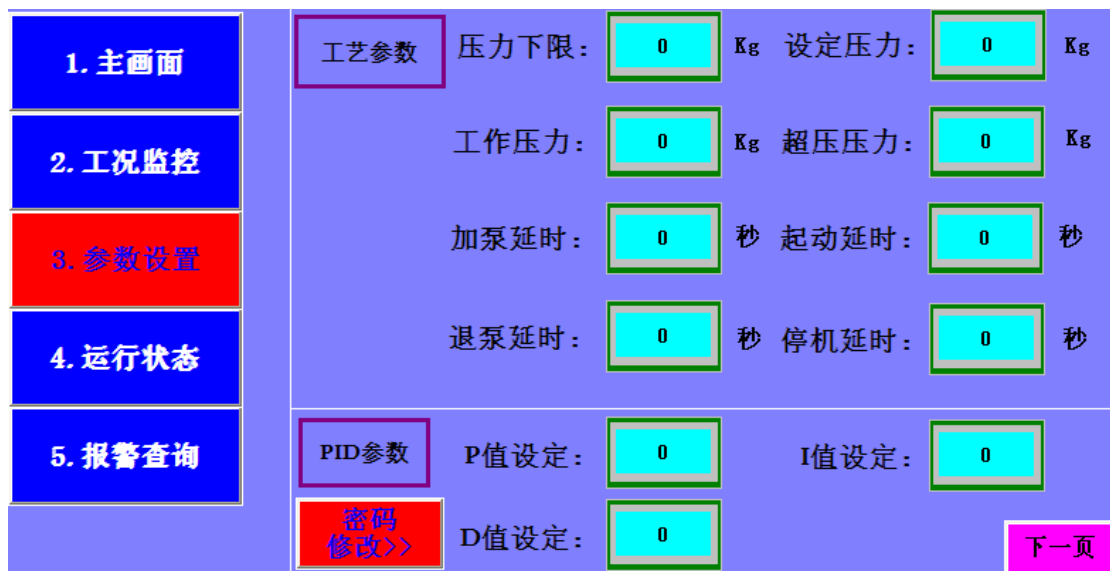 1. 主画面
2. 工况监控
3. 参数设置
4. 运行状态
5. 报警查询
工艺参数 压力下限: 0 Kg 设定压力: 0 Kg
工作压力: 0 Kg 超压压力: 0 Kg
加泵延时: 0 秒 起动延时: 0 秒
退泵延时: 0 秒 停机延时: 0 秒
PID参数 P值设定: 0 I值设定: 0
密码
修改>>
D值设定: 0
下一页